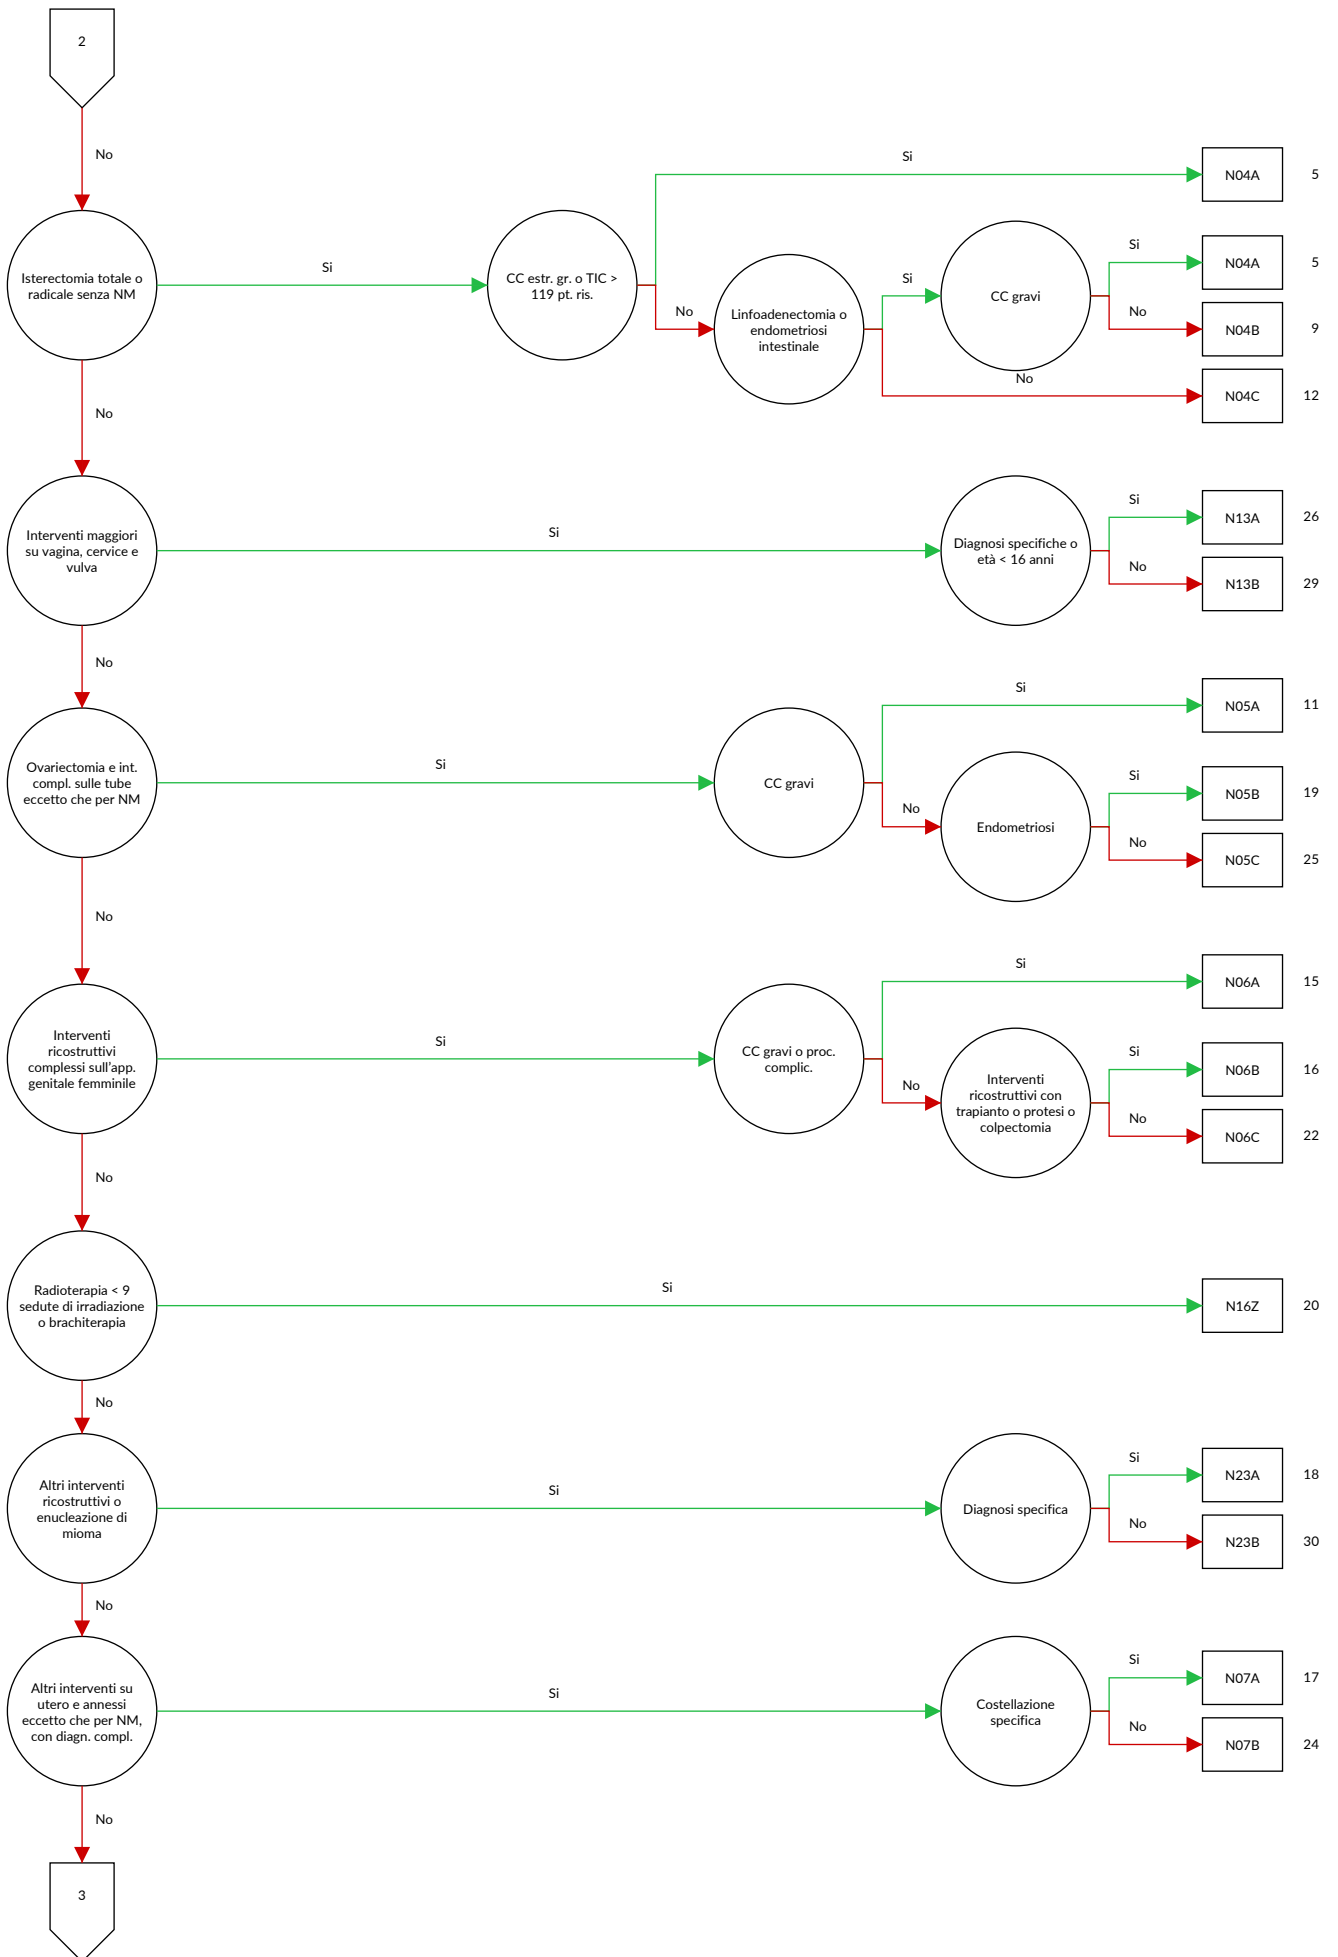 2
No
Si
N04A
5
Isterectomia totale o
radicale senza NM
Si
CC estr. gr. o TIC >
119 pt. ris.
No
Linfoadenectomia o
endometriosi
intestinale
Si
CC gravi
Si
N04A
5
No
N04B
9
No
N04C
12
No
Interventi maggiori
su vagina, cervice e
vulva
Si
Diagnosi specifiche o
età < 16 anni
Si
N13A
26
No
N13B
29
No
Ovariectomia e int.
compl. sulle tube
eccetto che per NM
Si
CC gravi
Si
N05A
11
No
Endometriosi
Si
N05B
19
No
N05C
25
No
Interventi
ricostruttivi
complessi sull'app.
genitale femminile
Si
CC gravi o proc.
complic.
Si
N06A
15
No
Interventi
ricostruttivi con
trapianto o protesi o
colpectomia
Si
N06B
16
No
N06C
22
No
Radioterapia < 9
sedute di irradiazione
o brachiterapia
Si
N16Z
20
No
Altri interventi
ricostruttivi o
enucleazione di
mioma
Si
Diagnosi specifica
Si
N23A
18
No
N23B
30
No
Altri interventi su
utero e annessi
eccetto che per NM,
con diagn. compl.
Si
Costellazione
specifica
Si
N07A
17
No
N07B
24
No
3